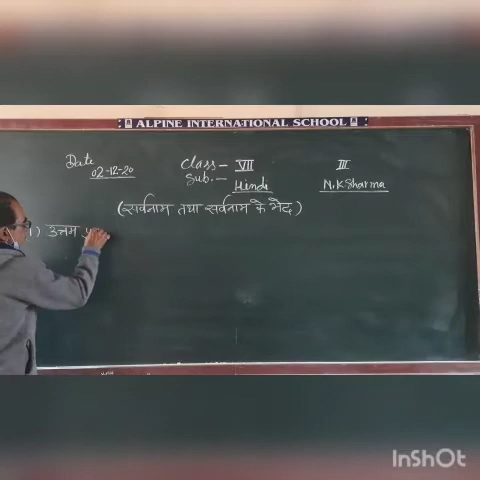 ALPINE INTERNATIONAL SCHOOL
Date 02-12-20
Class - VII III
Sub. - Hindi N.K Sharma
(सर्वनाम तथा सर्वनाम के भेद)
1) उत्तम पु
InShOt